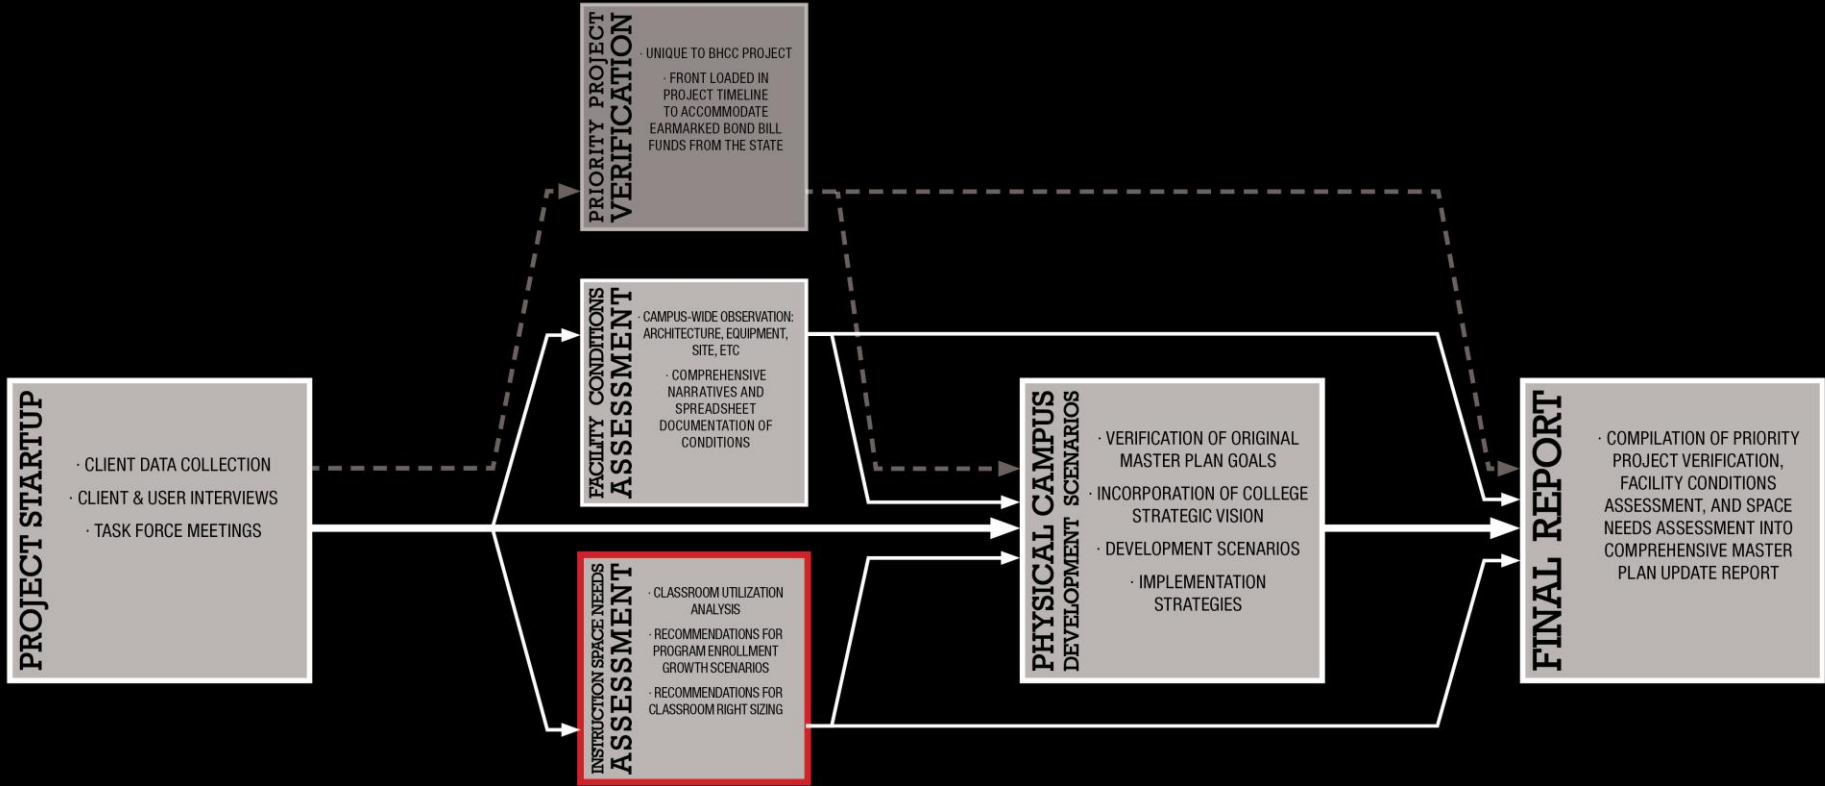 PROJECT STARTUP
· CLIENT DATA COLLECTION
· CLIENT & USER INTERVIEWS
· TASK FORCE MEETINGS
PRIORITY PROJECT
VERIFICATION
· UNIQUE TO BHCC PROJECT
· FRONT LOADED IN
PROJECT TIMELINE
TO ACCOMMODATE
EARMARKED BOND BILL
FUNDS FROM THE STATE
FACILITY CONDITIONS
ASSESSMENT
· CAMPUS-WIDE OBSERVATION:
ARCHITECTURE, EQUIPMENT,
SITE, ETC
· COMPREHENSIVE
NARRATIVES AND
SPREADSHEET
DOCUMENTATION OF
CONDITIONS
INSTRUCTION SPACE NEEDS
ASSESSMENT
· CLASSROOM UTILIZATION
ANALYSIS
· RECOMMENDATIONS FOR
PROGRAM ENROLLMENT
GROWTH SCENARIOS
· RECOMMENDATIONS FOR
CLASSROOM RIGHT SIZING
PHYSICAL CAMPUS
DEVELOPMENT SCENARIOS
· VERIFICATION OF ORIGINAL
MASTER PLAN GOALS
· INCORPORATION OF COLLEGE
STRATEGIC VISION
· DEVELOPMENT SCENARIOS
· IMPLEMENTATION
STRATEGIES
FINAL REPORT
· COMPILATION OF PRIORITY
PROJECT VERIFICATION,
FACILITY CONDITIONS
ASSESSMENT, AND SPACE
NEEDS ASSESSMENT INTO
COMPREHENSIVE MASTER
PLAN UPDATE REPORT